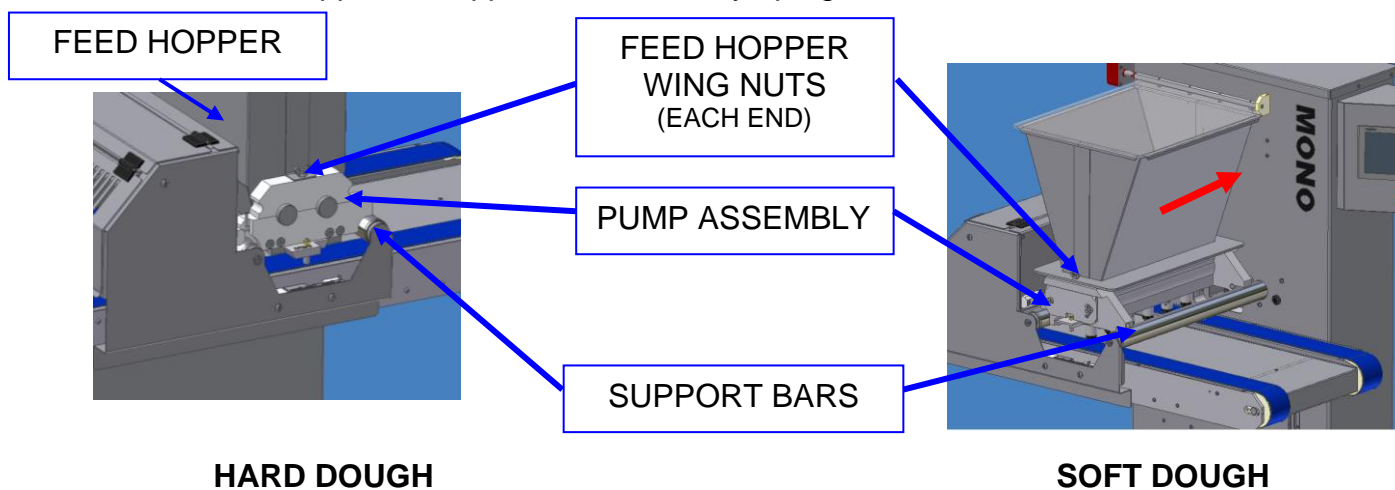 FEED HOPPER
FEED HOPPER
WING NUTS
(EACH END)
MONO
PUMP ASSEMBLY
SUPPORT BARS
HARD DOUGH
SOFT DOUGH